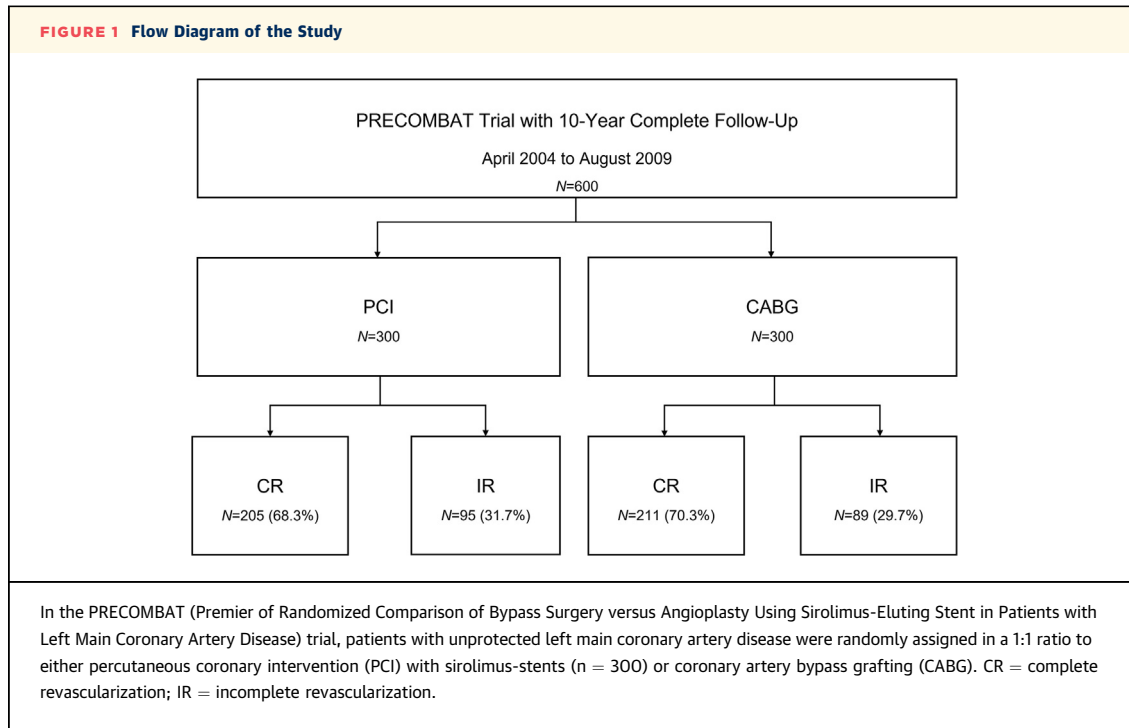 FIGURE 1 Flow Diagram of the Study
PRECOMBAT Trial with 10-Year Complete Follow-Up
April 2004 to August 2009
N=600
PCI
N=300
CABG
N=300
CR
N=205 (68.3%)
IR
N=95 (31.7%)
CR
N=211 (70.3%)
IR
N=89 (29.7%)
In the PRECOMBAT (Premier of Randomized Comparison of Bypass Surgery versus Angioplasty Using Sirolimus-Eluting Stent in Patients with
Left Main Coronary Artery Disease) trial, patients with unprotected left main coronary artery disease were randomly assigned in a 1:1 ratio to
either percutaneous coronary intervention (PCI) with sirolimus-stents (n = 300) or coronary artery bypass grafting (CABG). CR = complete
revascularization; IR = incomplete revascularization.